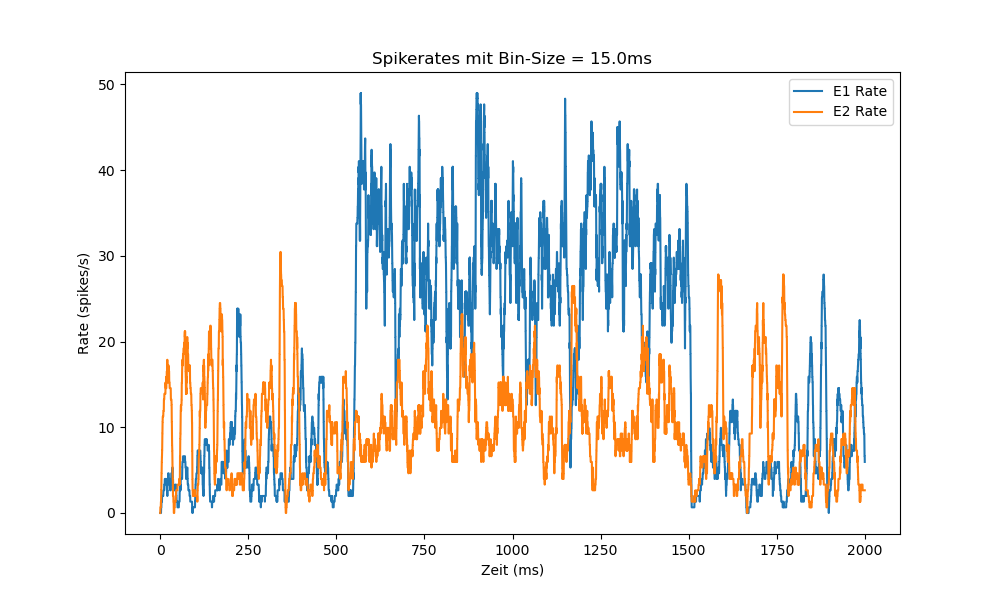 Spikerates mit Bin-Size = 15.0ms
E1 Rate
E2 Rate
Rate (spikes/s)
50
40
30
20
10
0
0 250 500 750 1000 1250 1500 1750 2000
Zeit (ms)